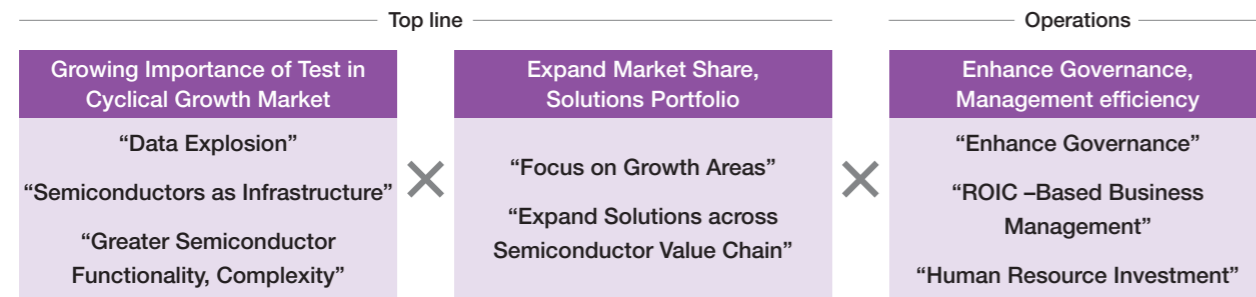 Top line
Operations
Growing Importance of Test in
Cyclical Growth Market
“Data Explosion”
“Semiconductors as Infrastructure”
“Greater Semiconductor
Functionality, Complexity”
×
Expand Market Share,
Solutions Portfolio
“Focus on Growth Areas”
“Expand Solutions across
Semiconductor Value Chain”
×
Enhance Governance,
Management efficiency
“Enhance Governance”
“ROIC –Based Business
Management”
“Human Resource Investment”